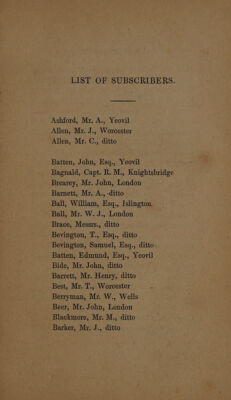 LIST OF SUBSCRIBERS.
Ashford, Mr. A., Yeovil
Allen, Mr. J., Worcester
Allen, Mr. C., ditto
Batten, John, Esq., Yeovil
Bagnald, Capt. R. M., Knightsbridge
Brearey, Mr. John, London
Barnett, Mr. A., ditto
Ball, William, Esq., Islington
Ball, Mr. W. J., London
Brace, Messrs., ditto
Bevington, T., Esq., ditto
Bevington, Samuel, Esq., ditto
Batten, Edmund, Esq., Yeovil
Bide, Mr. John, ditto
Barrett, Mr. Henry, ditto
Best, Mr. T., Worcester
Berryman, Mr. W., Wells
Beer, Mr. John, London
Blackmore, Mr. M., ditto
Barker, Mr. J., ditto